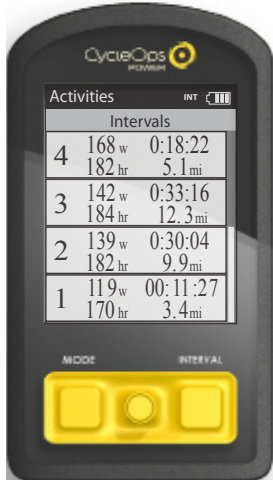 CycleOps
POWER
Activities INT
Intervals
4 168 w 0:18:22
182 hr 5.1 mi
3 142 w 0:33:16
184 hr 12.3 mi
2 139 w 0:30:04
182 hr 9.9 mi
1 119 w 00:11:27
170 hr 3.4 mi
MODE INTERVAL